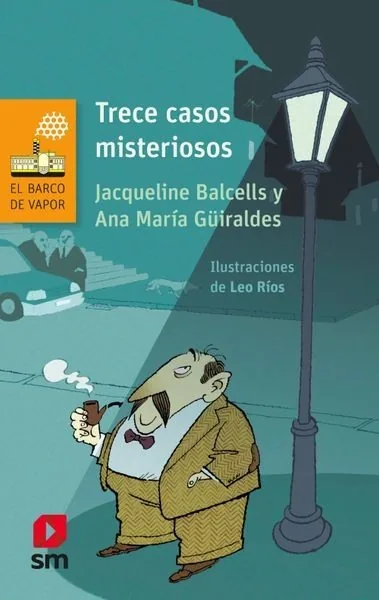 Trece casos
misteriosos
EL BARCO
DE VAPOR
Jacqueline Balcells y
Ana María Güiraldes
Ilustraciones
de Leo Ríos
sm